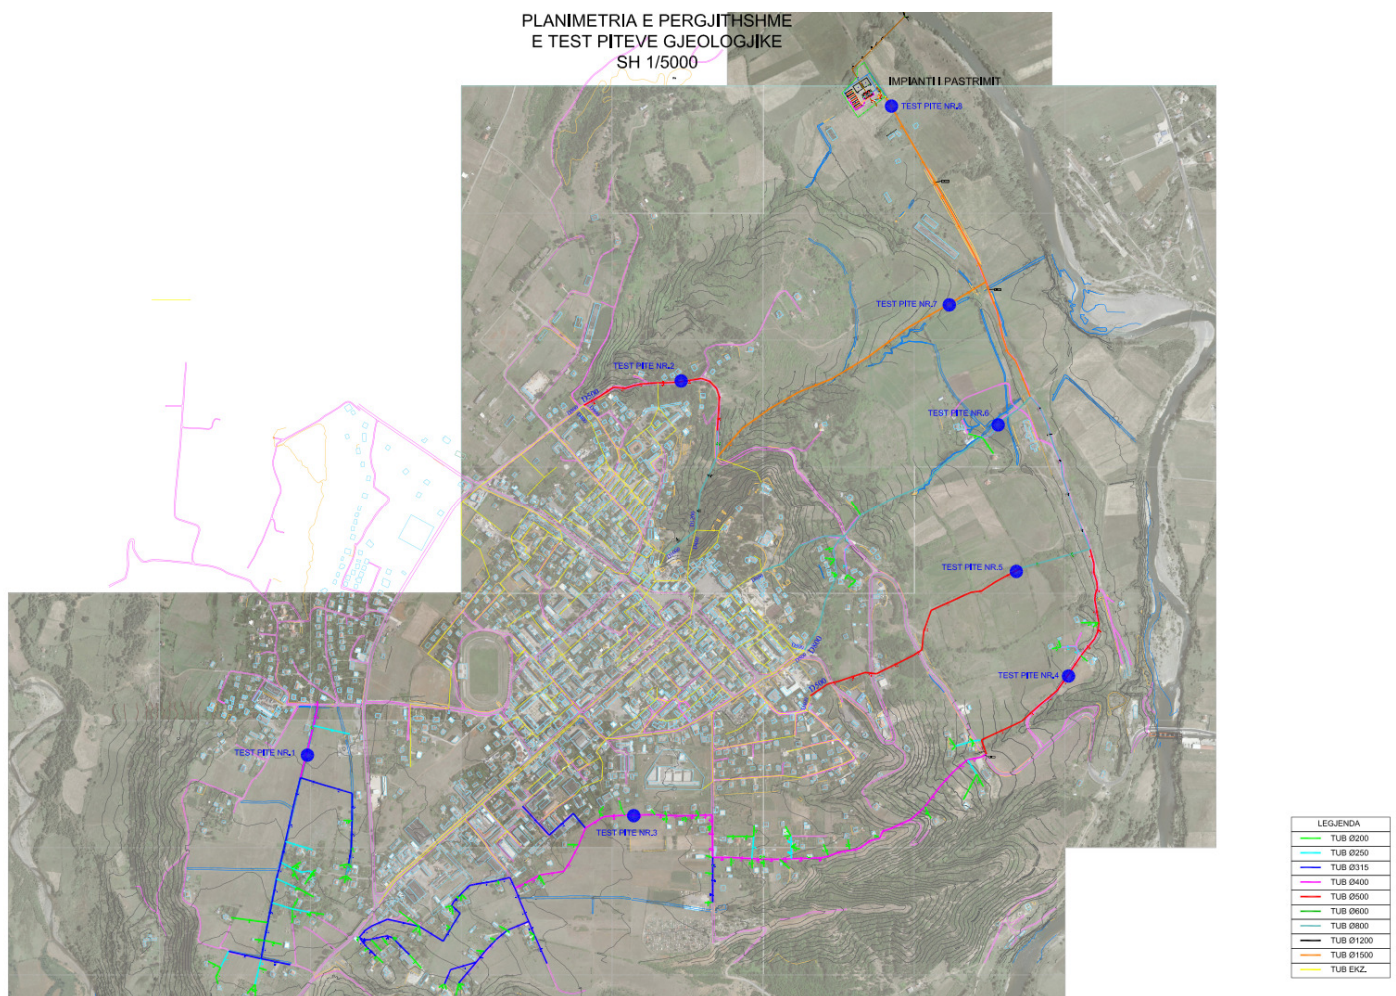 PLANIMETRIA E PERGJITHSHME
E TEST PITEVE GJEOLOGJIKE
SH 1/5000
IMPIANTI I PASTRIMIT
TEST PITE NR.8
TEST PITE NR.7
TEST PITE NR.2
D500
TEST PITE NR.6
TEST PITE NR.5
D800
TEST PITE NR.4
D500
TEST PITE NR.1
TEST PITE NR.3
LEGJENDA
TUB Ø200
TUB Ø250
TUB Ø315
TUB Ø400
TUB Ø500
TUB Ø600
TUB Ø800
TUB Ø1200
TUB Ø1500
TUB EKZ.